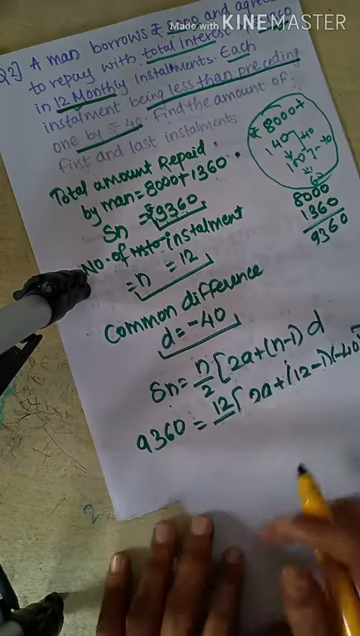 Made with KINEMASTER
Q2.) A man borrows ₹ and agrees
to repay with total interest
in 12 Monthly Instalments. Each
instalment being less than preceding
one by ₹ 40. Find the amount of
first and last instalments.
Total amount Repaid
by man = 8000 + 1360.
Sn = ₹9360
No. of instalment
= n = 12
Common difference
d = -40
Sn = n/2 [2a+(n-1) d
9360 = 12/2 [ 2a + (12-1)(-40)
8000+
8000
1360
9360